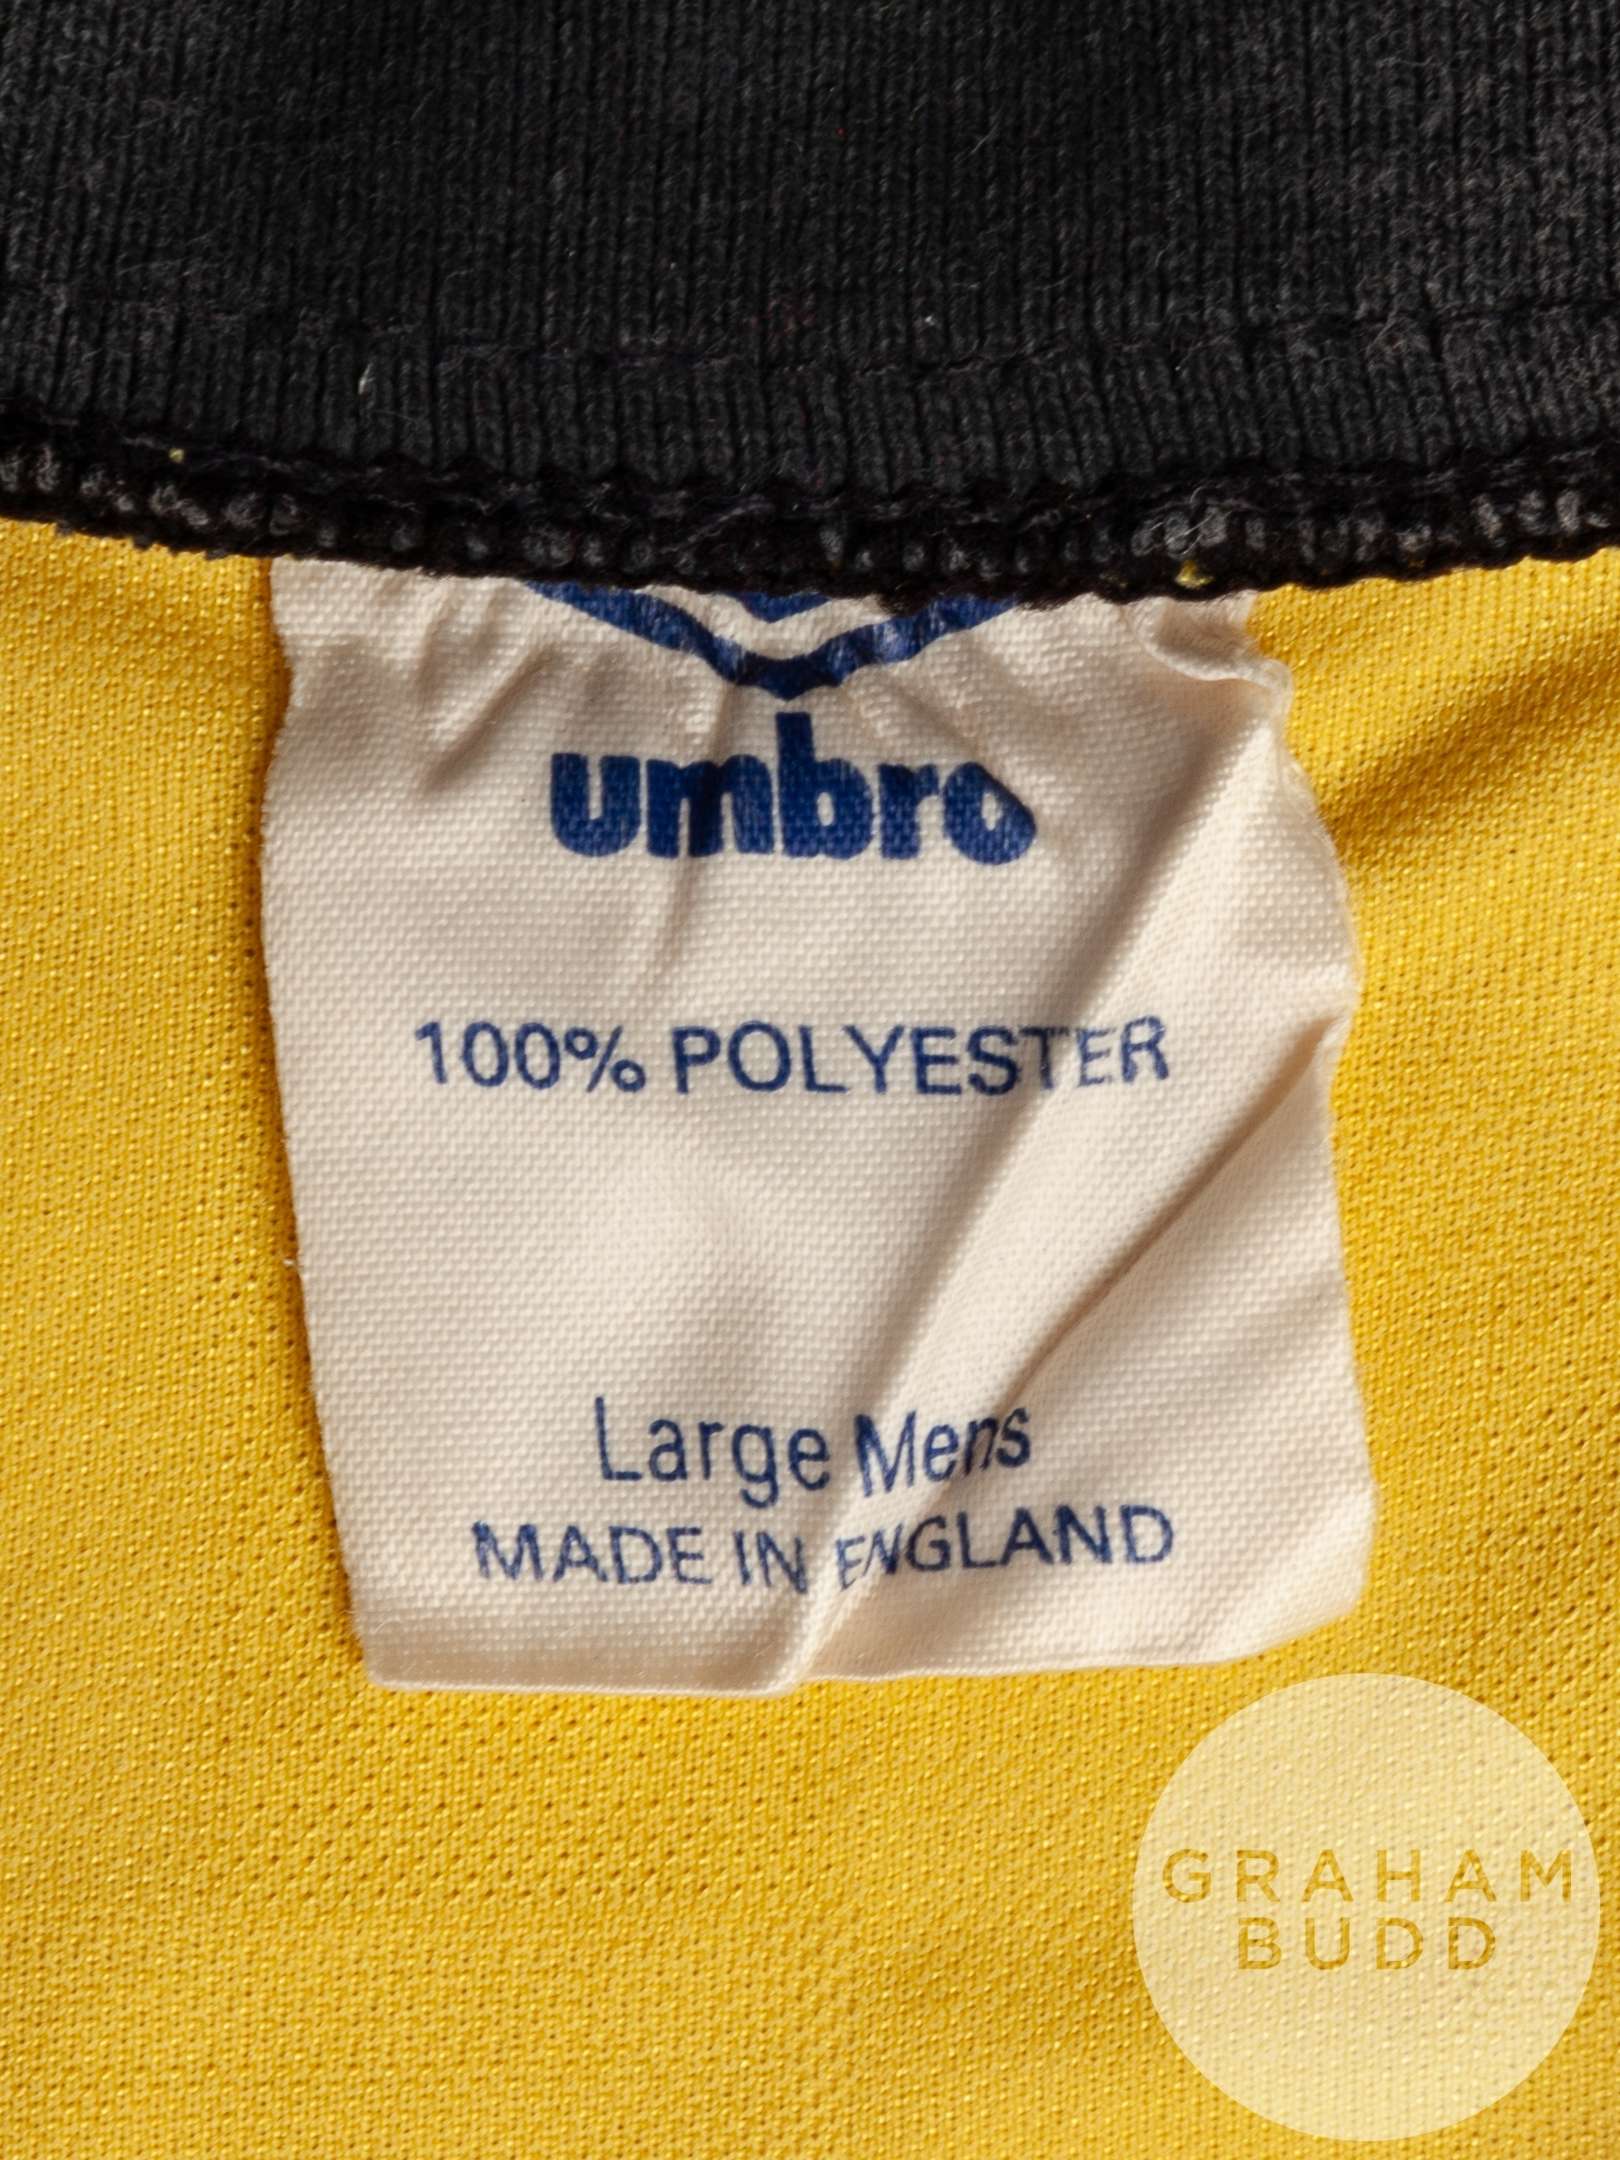 umbro
100% POLYESTER
Large Mens
MADE IN ENGLAND
GRAHAM
BUDD